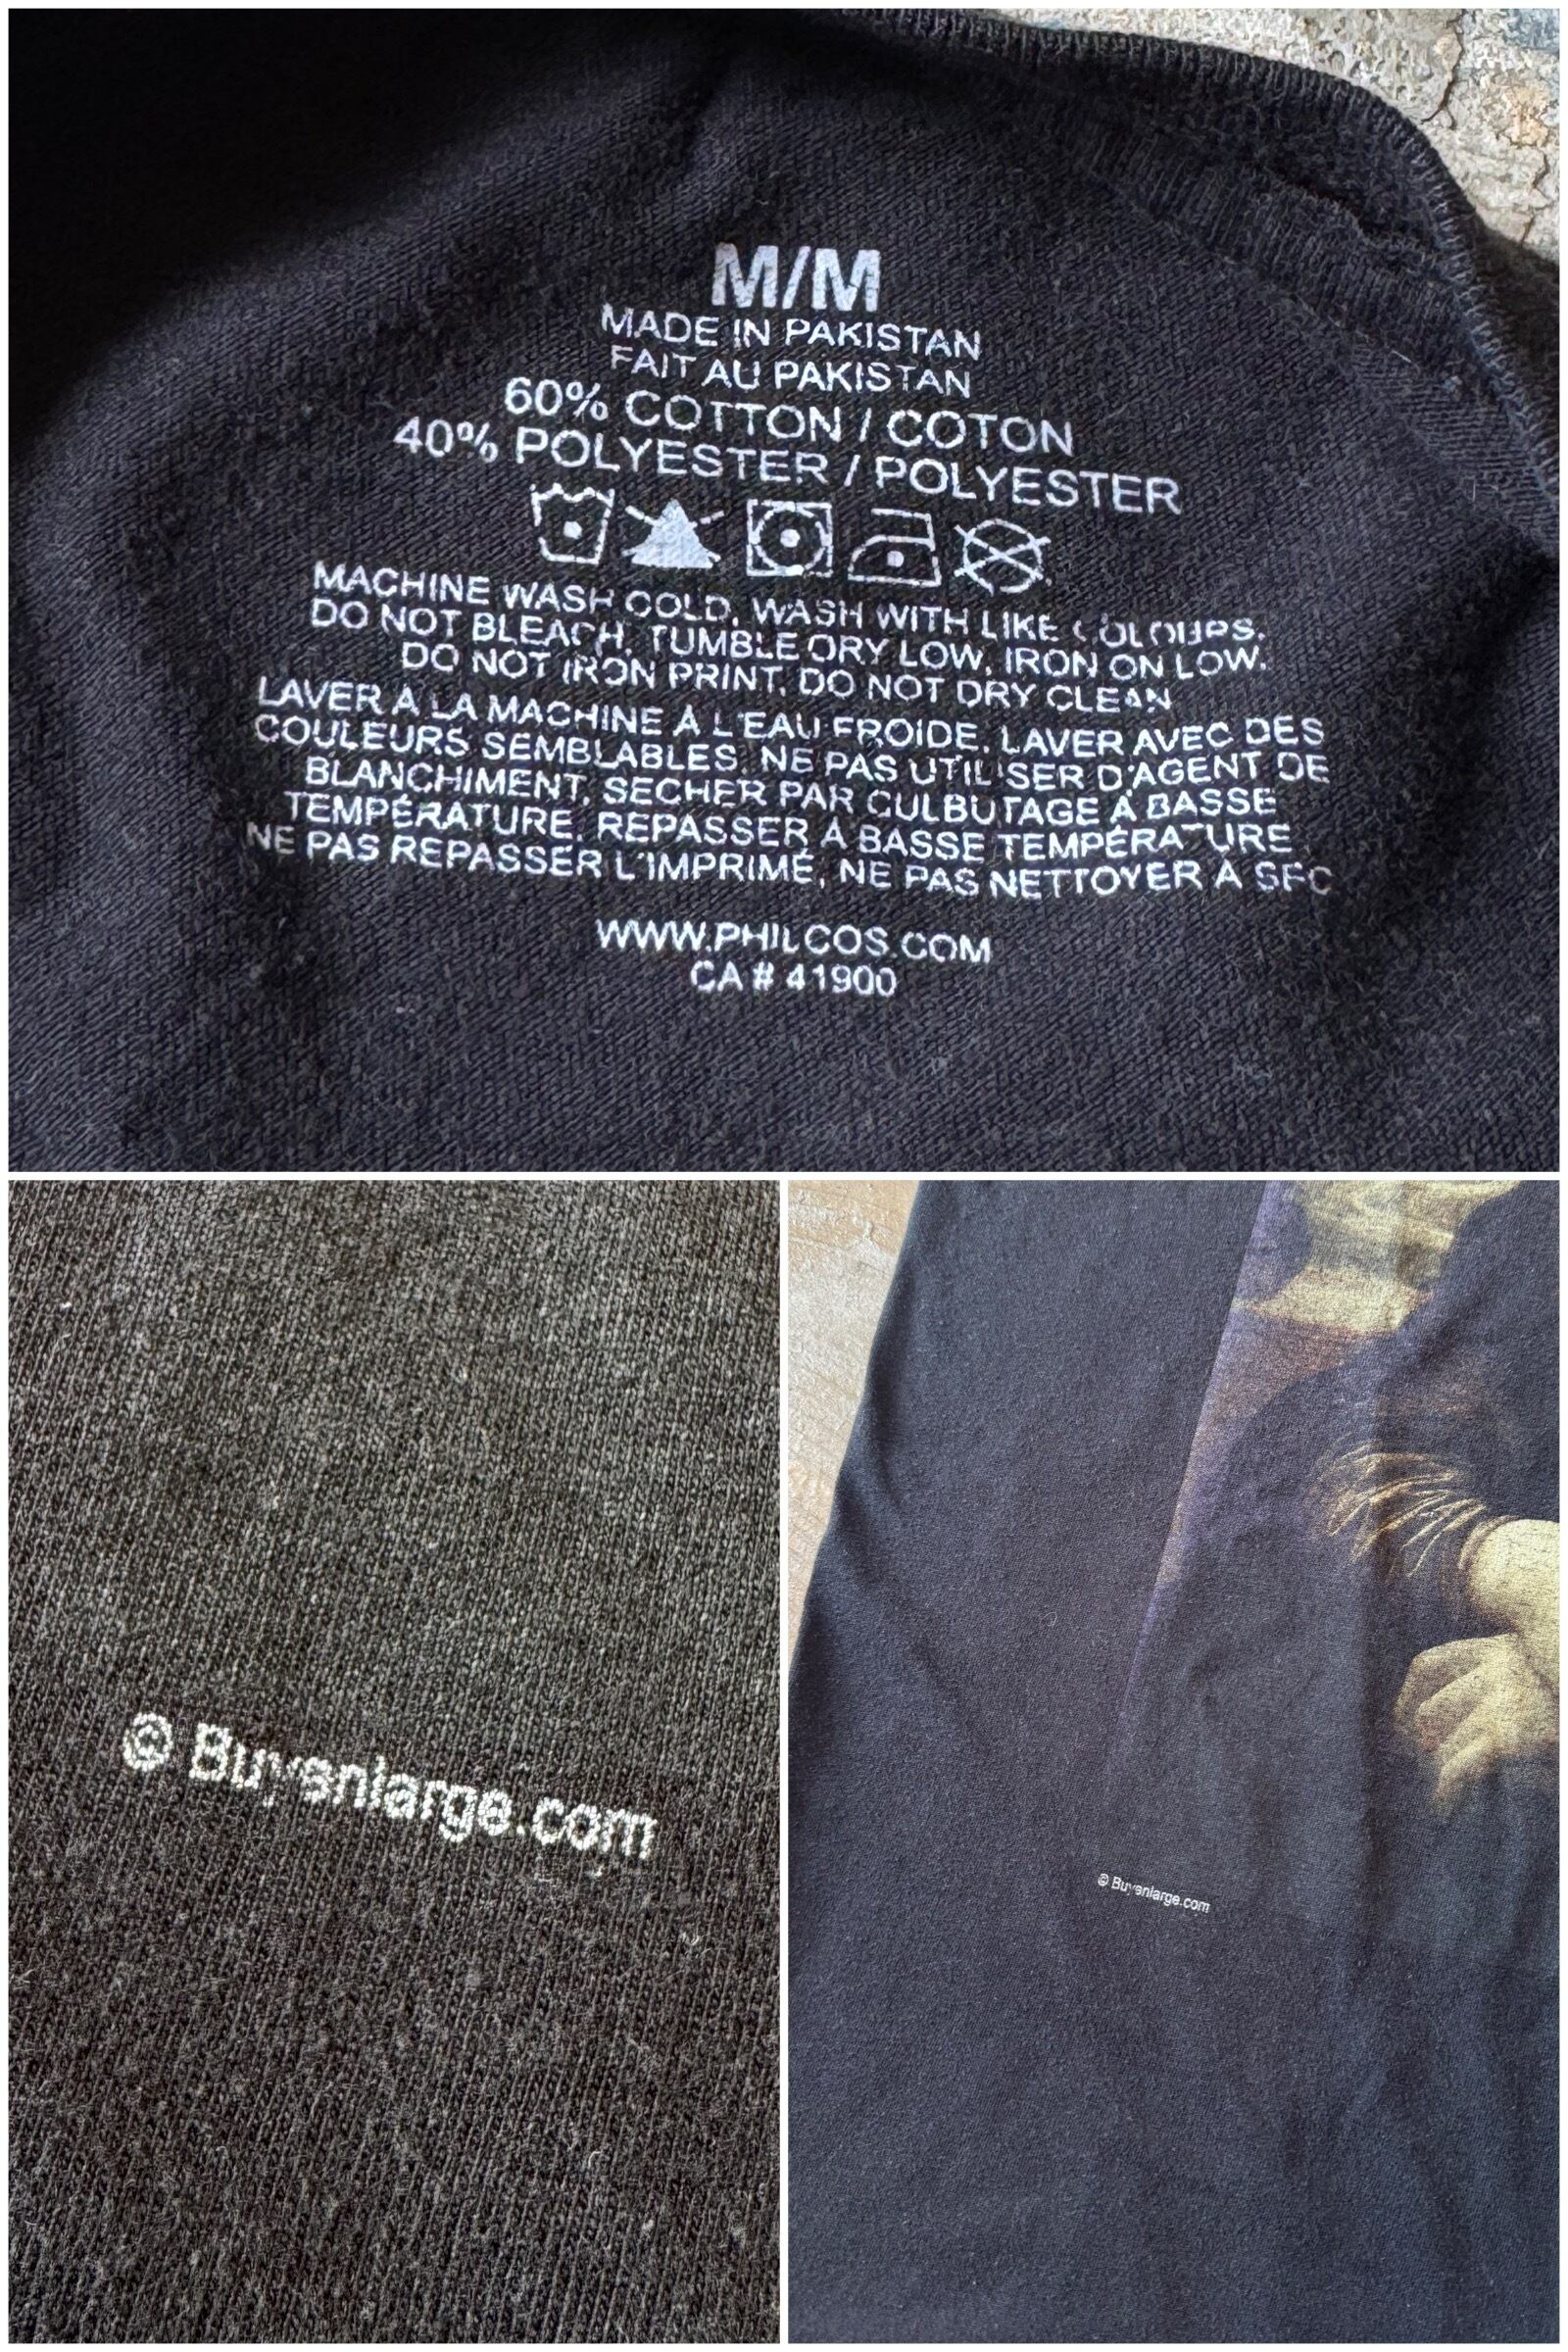 M/M
MADE IN PAKISTAN
FAIT AU PAKISTAN
60% COTTON / COTON
40% POLYESTER / POLYESTER
MACHINE WASH COLD, WASH WITH LIKE COLOURS.
DO NOT BLEACH, TUMBLE DRY LOW, IRON ON LOW.
DO NOT IRON PRINT, DO NOT DRY CLEAN
LAVER À LA MACHINE À L'EAU FROIDE, LAVER AVEC DES
COULEURS SEMBLABLES, NE PAS UTILISER D'AGENT DE
BLANCHIMENT, SECHER PAR CULBUTAGE À BASSE
TEMPÉRATURE, REPASSER À BASSE TEMPÉRATURE
NE PAS REPASSER L'IMPRIMÉ, NE PAS NETTOYER À SEC
WWW.PHILCOS.COM
CA # 41900
© Buyenlarge.com
© Buyenlarge.com